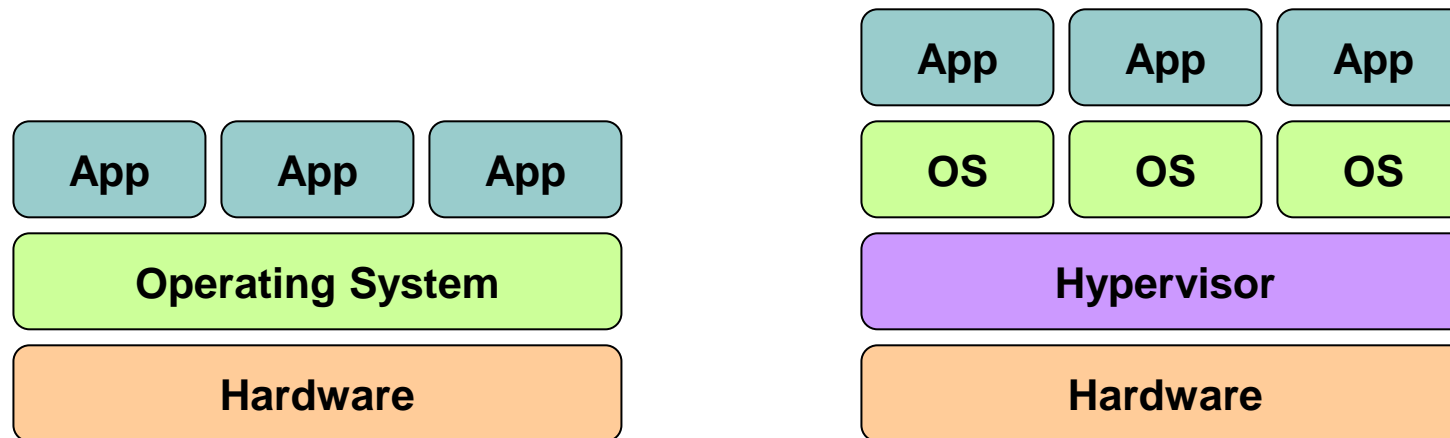 App App App
Operating System
Hardware
App App App
OS OS OS
Hypervisor
Hardware